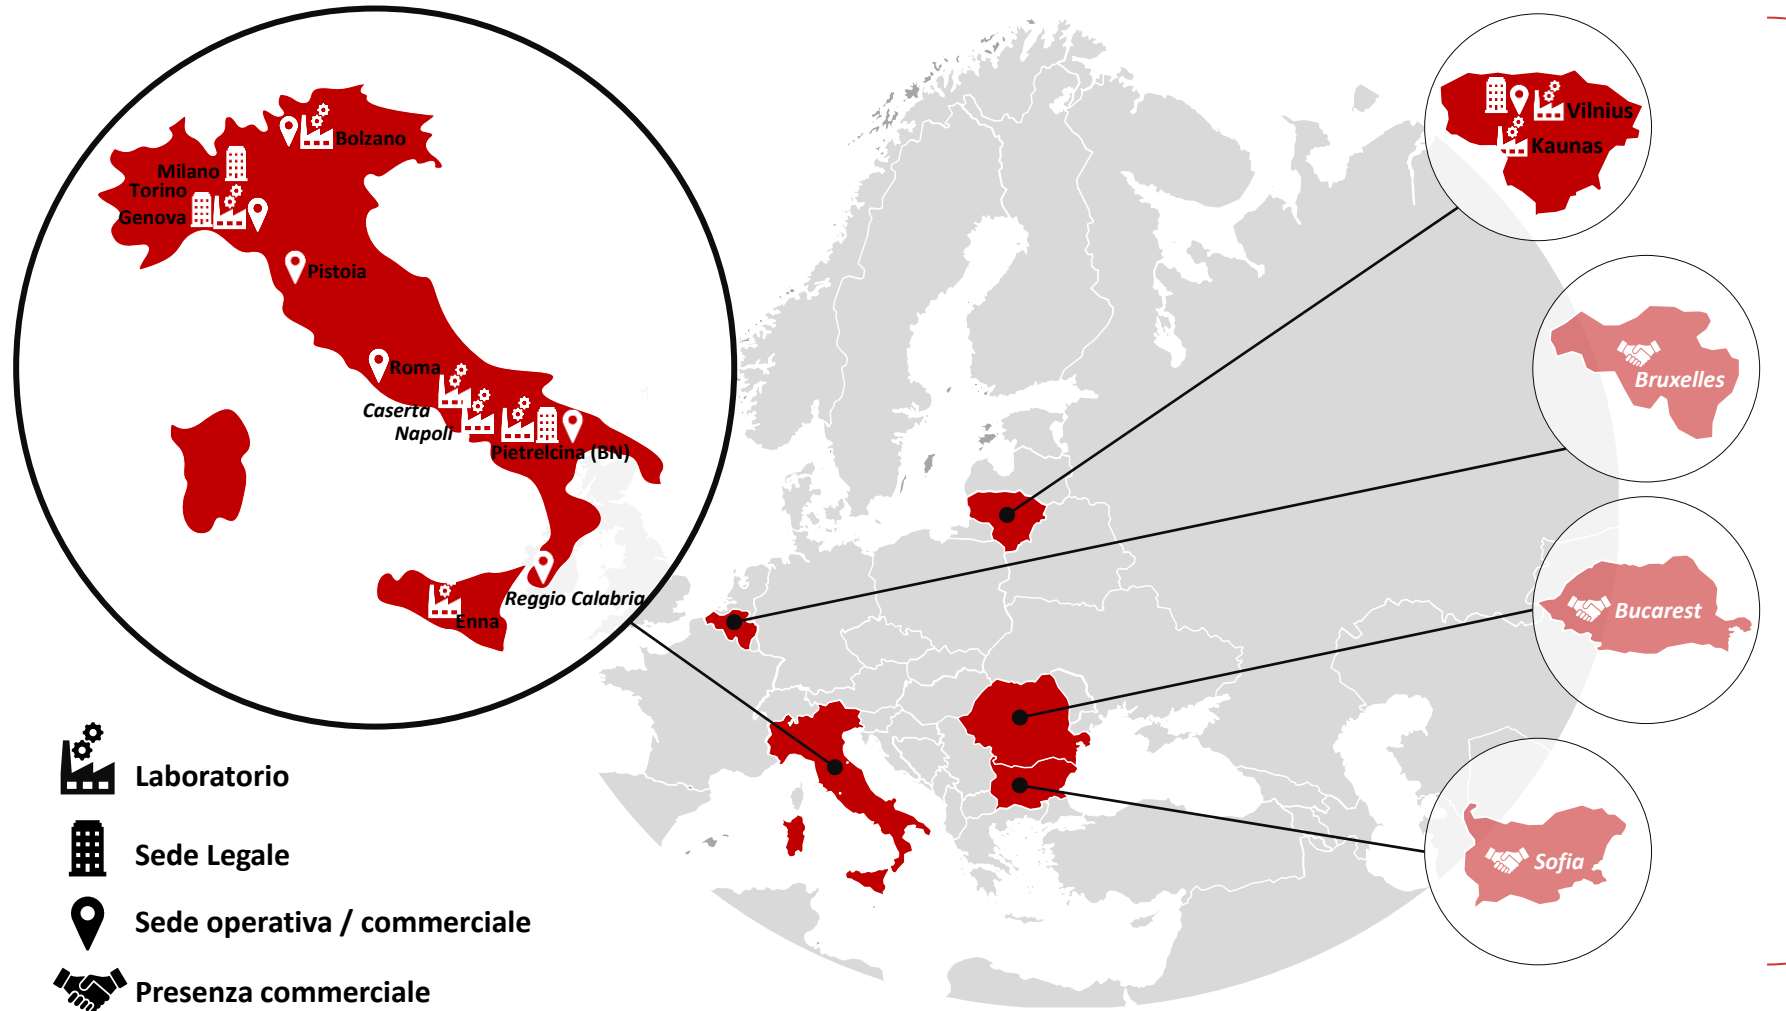 Bolzano
Milano
Torino
Genova
Pistoia
Roma
Caserta
Napoli
Pietrelcina (BN)
Reggio Calabria
Enna
Vilnius
Kaunas
Bruxelles
Bucarest
Sofia
Laboratorio
Sede Legale
Sede operativa / commerciale
Presenza commerciale